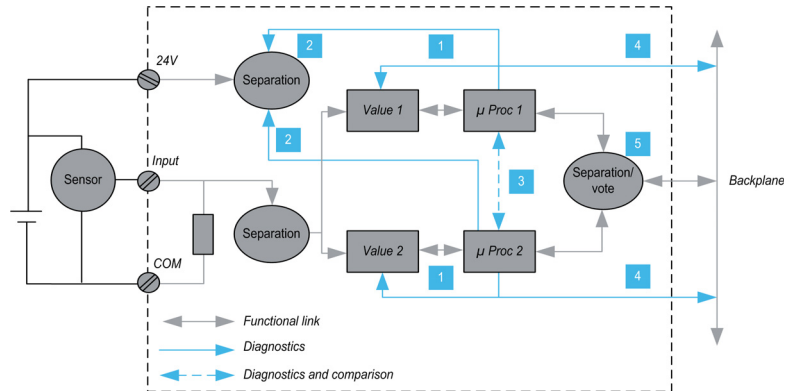 2
1
4
24V
Separation
Value 1
µ Proc 1
2
5
Input
Sensor
3
Separation/
vote
Backplane
Separation
COM
Value 2
µ Proc 2
1
4
Functional link
Diagnostics
Diagnostics and comparison